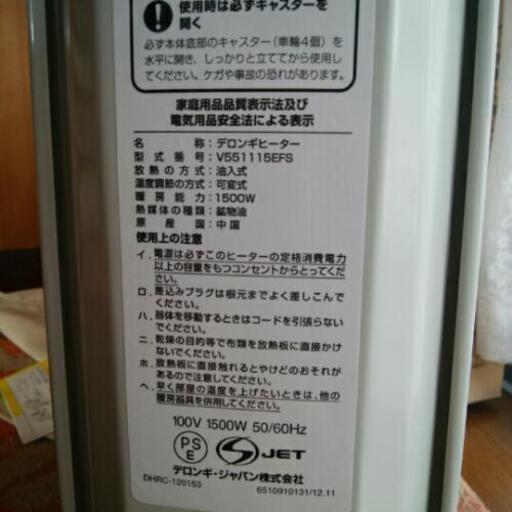 使用時は必ずキャスターを
開く
必ず本体底部のキャスター（車輪4個）を
水平に開き、しっかりと立ててから使用
してください。ケガや事故の恐れがあります。
家庭用品品質表示法及び
電気用品安全法による表示
名称：デロンギヒーター
型式番号：V551115EFS
放熱の方式：油入式
温度調節の方式：可変式
暖房能力：1500W
熱媒体の種類：鉱物油
原産国：中国
使用上の注意
イ．電源は必ずこのヒーターの定格消費電力
以上の容量をもつコンセントからとってくだ
さい。
ロ．差込みプラグは根元までよく差しこんで
ください。
ハ．器体を移動するときはコードを引張らない
でください。
ニ．乾燥の目的等で布類を放熱板に直接かけ
ないでください。
ホ．放熱板に直接触れるとやけどのおそれが
あるので注意してください。
ヘ．早く部屋の温度を上げたいときは、他の
暖房器具を併用してください。
100V 1500W 50/60Hz
PS
E
JET
デロンギ・ジャパン株式会社
DHRC-120153
6510910131/12.11